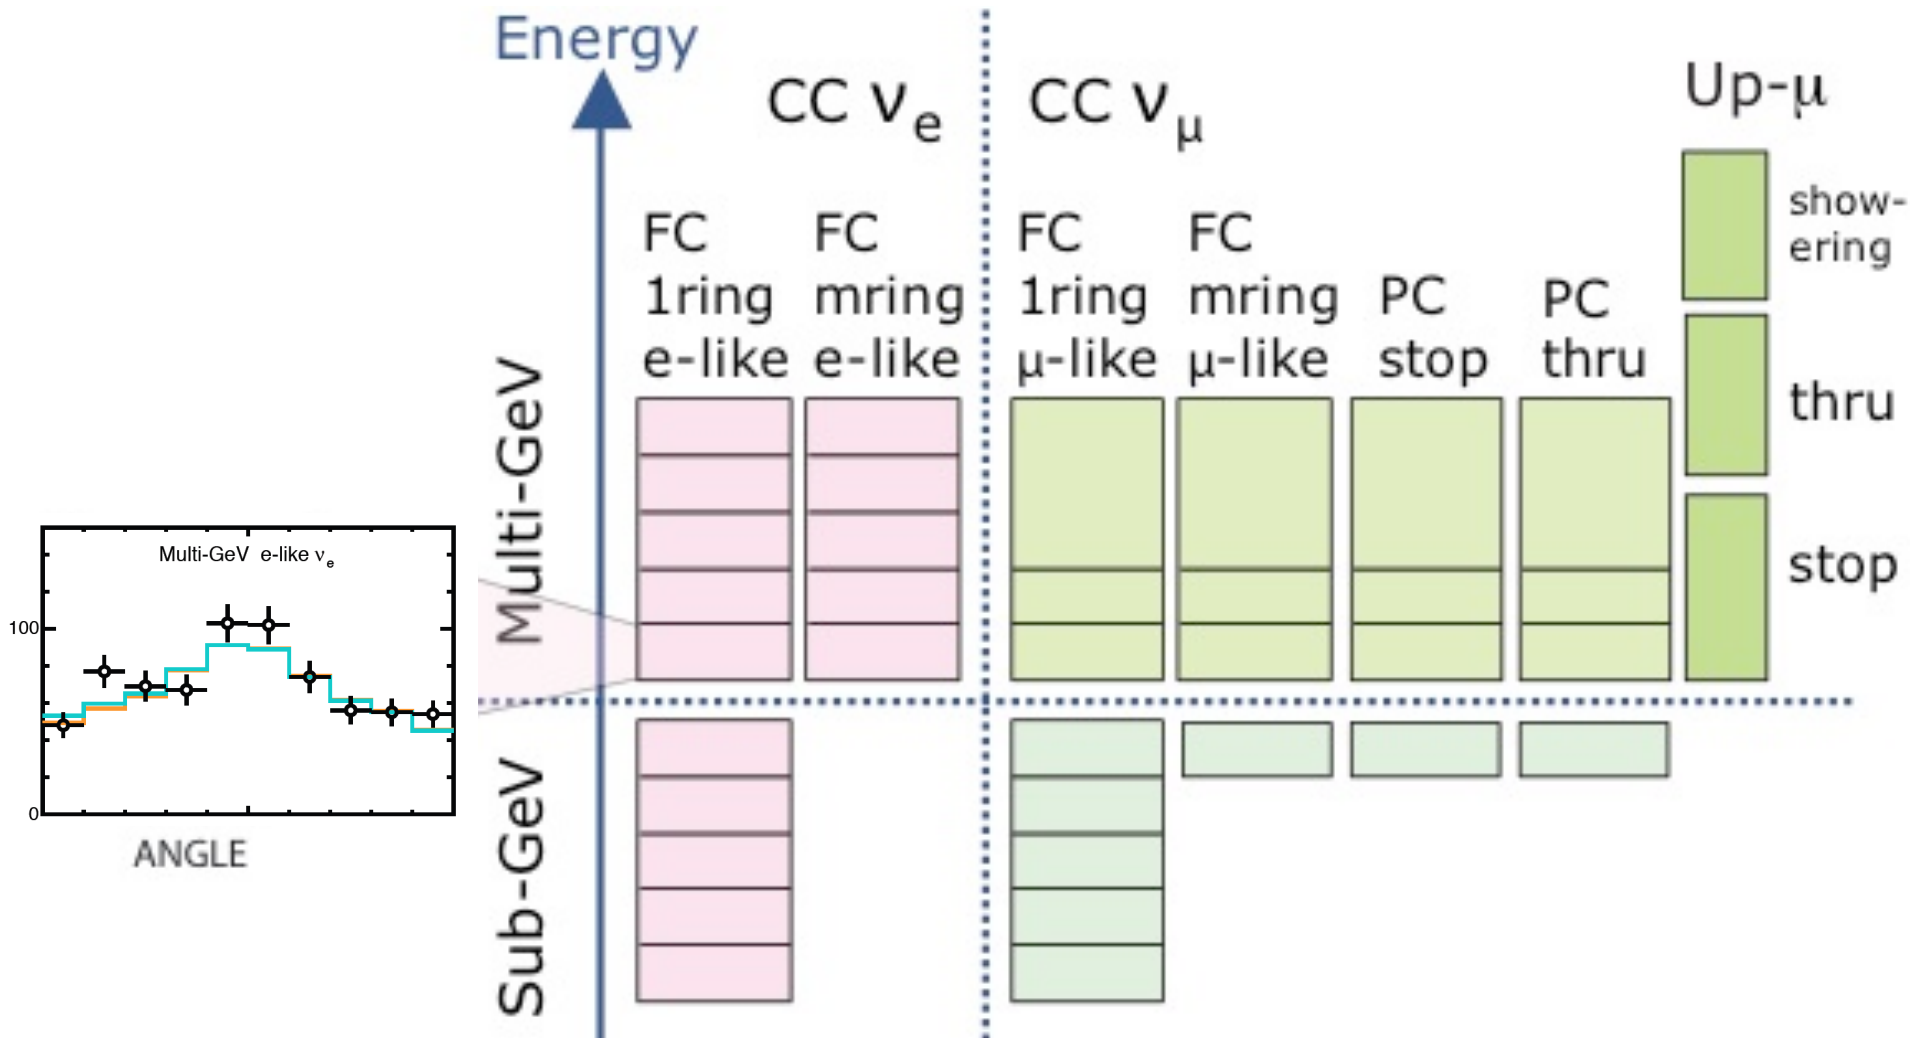 Energy
CC νe
CC νμ
Up-μ
FC
1ring
e-like
FC
mring
e-like
FC
1ring
μ-like
FC
mring
μ-like
PC
stop
PC
thru
show-
ering
thru
stop
Multi-GeV
Sub-GeV
Multi-GeV e-like νe
100
0
ANGLE